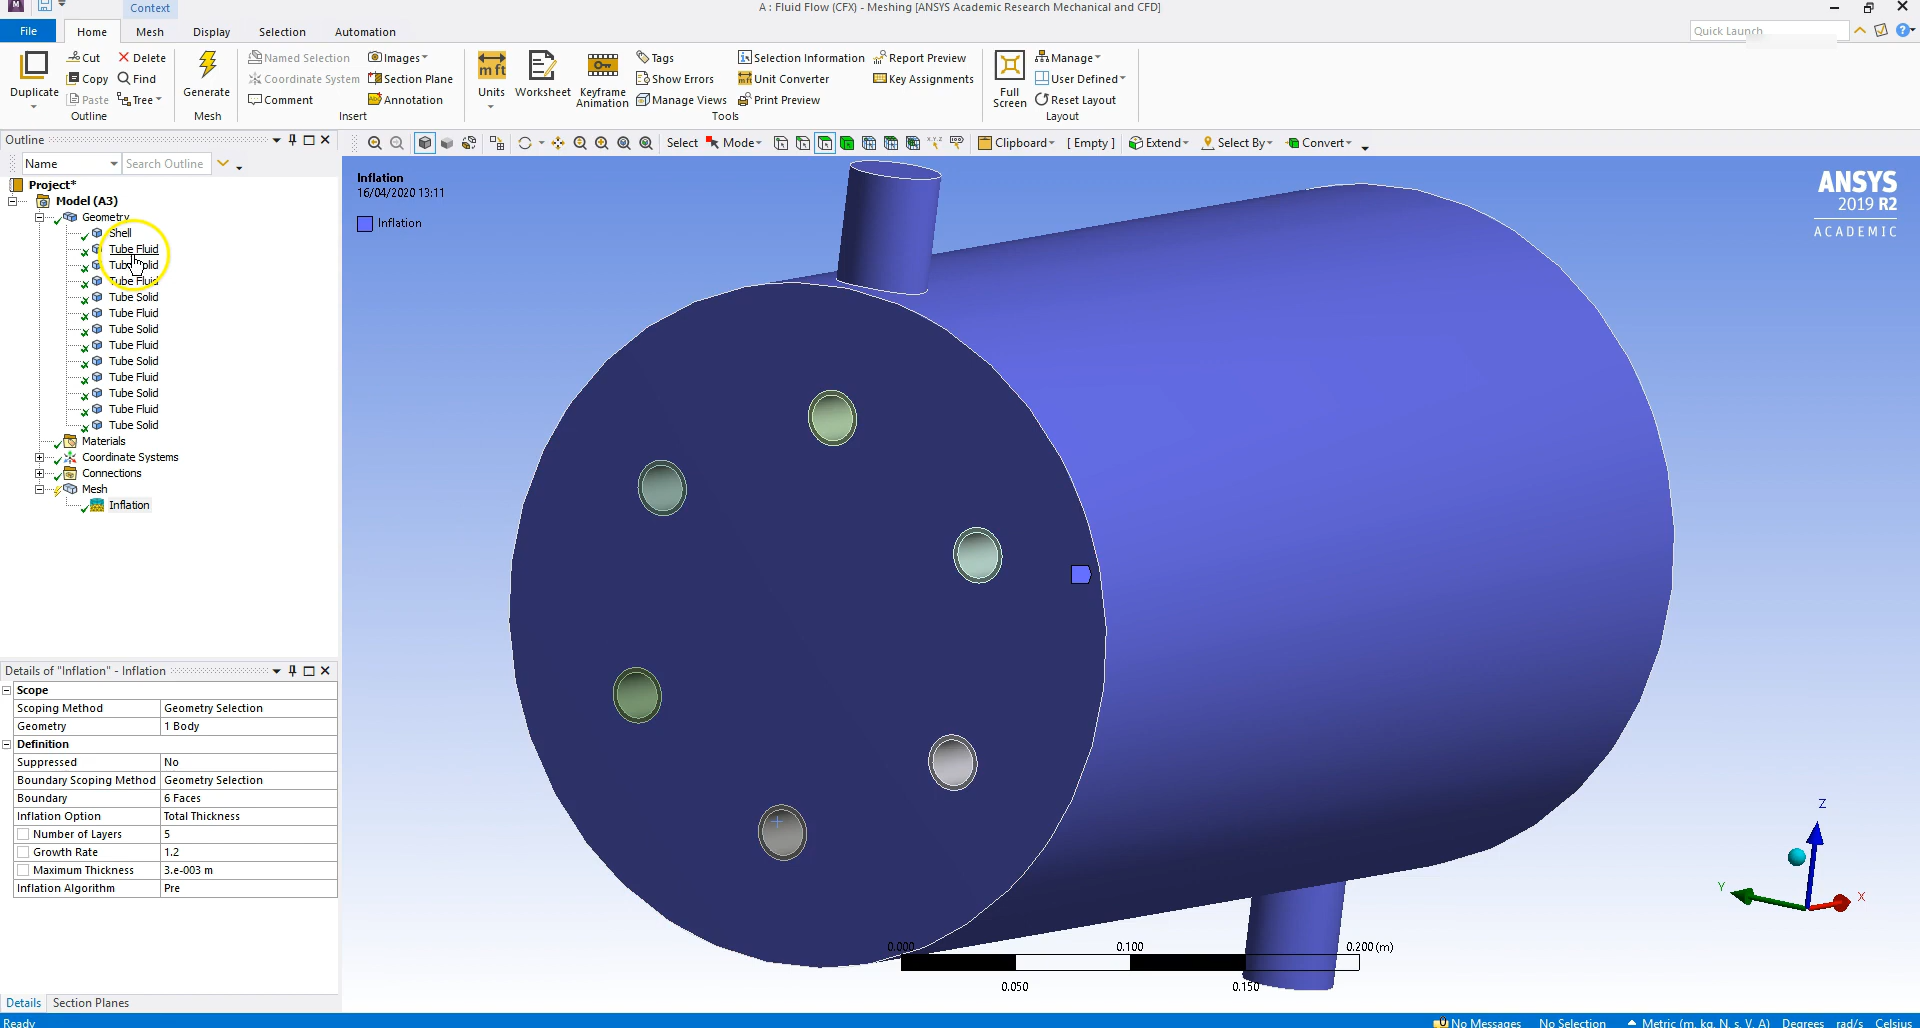 Context
A : Fluid Flow (CFX) - Meshing [ANSYS Academic Research Mechanical and CFD]
File Home Mesh Display Selection Automation
Quick Launch
Duplicate
Cut
Copy
Paste
Delete
Find
Tree
Outline
Generate
Mesh
Named Selection
Coordinate System
Comment
Images
Section Plane
Annotation
Insert
Units
Worksheet
Keyframe Animation
Tags
Show Errors
Manage Views
Selection Information
Unit Converter
Print Preview
Report Preview
Key Assignments
Tools
Full Screen
Manage
User Defined
Reset Layout
Layout
Outline
Name Search Outline
Select Mode Clipboard [ Empty ] Extend Select By Convert
Project*
Model (A3)
Geometry
Shell
Tube Fluid
Tube Solid
Tube Fluid
Tube Solid
Tube Fluid
Tube Solid
Tube Fluid
Tube Solid
Tube Fluid
Tube Solid
Tube Fluid
Tube Solid
Materials
Coordinate Systems
Connections
Mesh
Inflation
Details of "Inflation" - Inflation
Scope
Scoping Method Geometry Selection
Geometry 1 Body
Definition
Suppressed No
Boundary Scoping Method Geometry Selection
Boundary 6 Faces
Inflation Option Total Thickness
Number of Layers 5
Growth Rate 1.2
Maximum Thickness 3.e-003 m
Inflation Algorithm Pre
Details Section Planes
Inflation
16/04/2020 13:11
Inflation
ANSYS
2019 R2
ACADEMIC
0.000 0.100 0.200 (m)
0.050 0.150
Z
Y
X
Ready
No Messages No Selection Metric (m, kg, N, s, V, A) Degrees rad/s Celsius